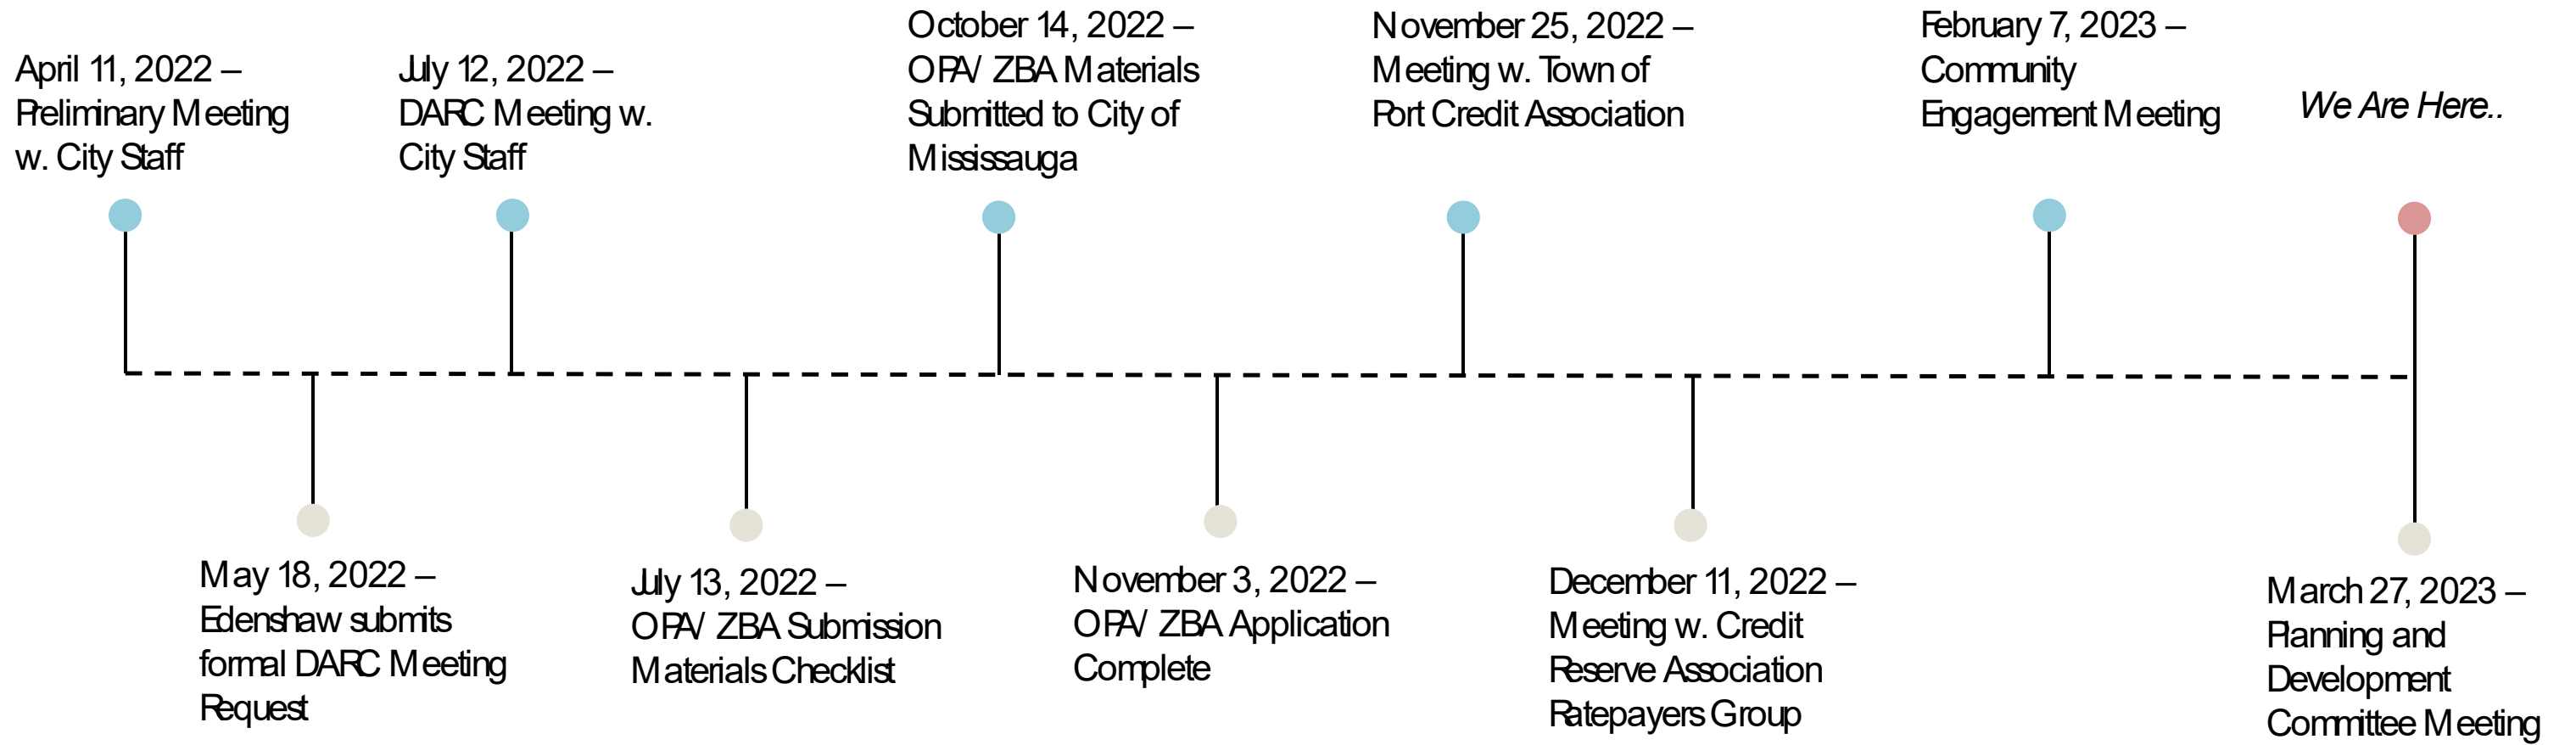 April 11, 2022 –
Preliminary Meeting
w. City Staff
July 12, 2022 –
DARC Meeting w.
City Staff
October 14, 2022 –
OPA/ ZBA Materials
Submitted to City of
Mississauga
November 25, 2022 –
Meeting w. Town of
Port Credit Association
February 7, 2023 –
Community
Engagement Meeting
We Are Here..
May 18, 2022 –
Edenshaw submits
formal DARC Meeting
Request
July 13, 2022 –
OPA/ ZBA Submission
Materials Checklist
November 3, 2022 –
OPA/ ZBA Application
Complete
December 11, 2022 –
Meeting w. Credit
Reserve Association
Ratepayers Group
March 27, 2023 –
Planning and
Development
Committee Meeting